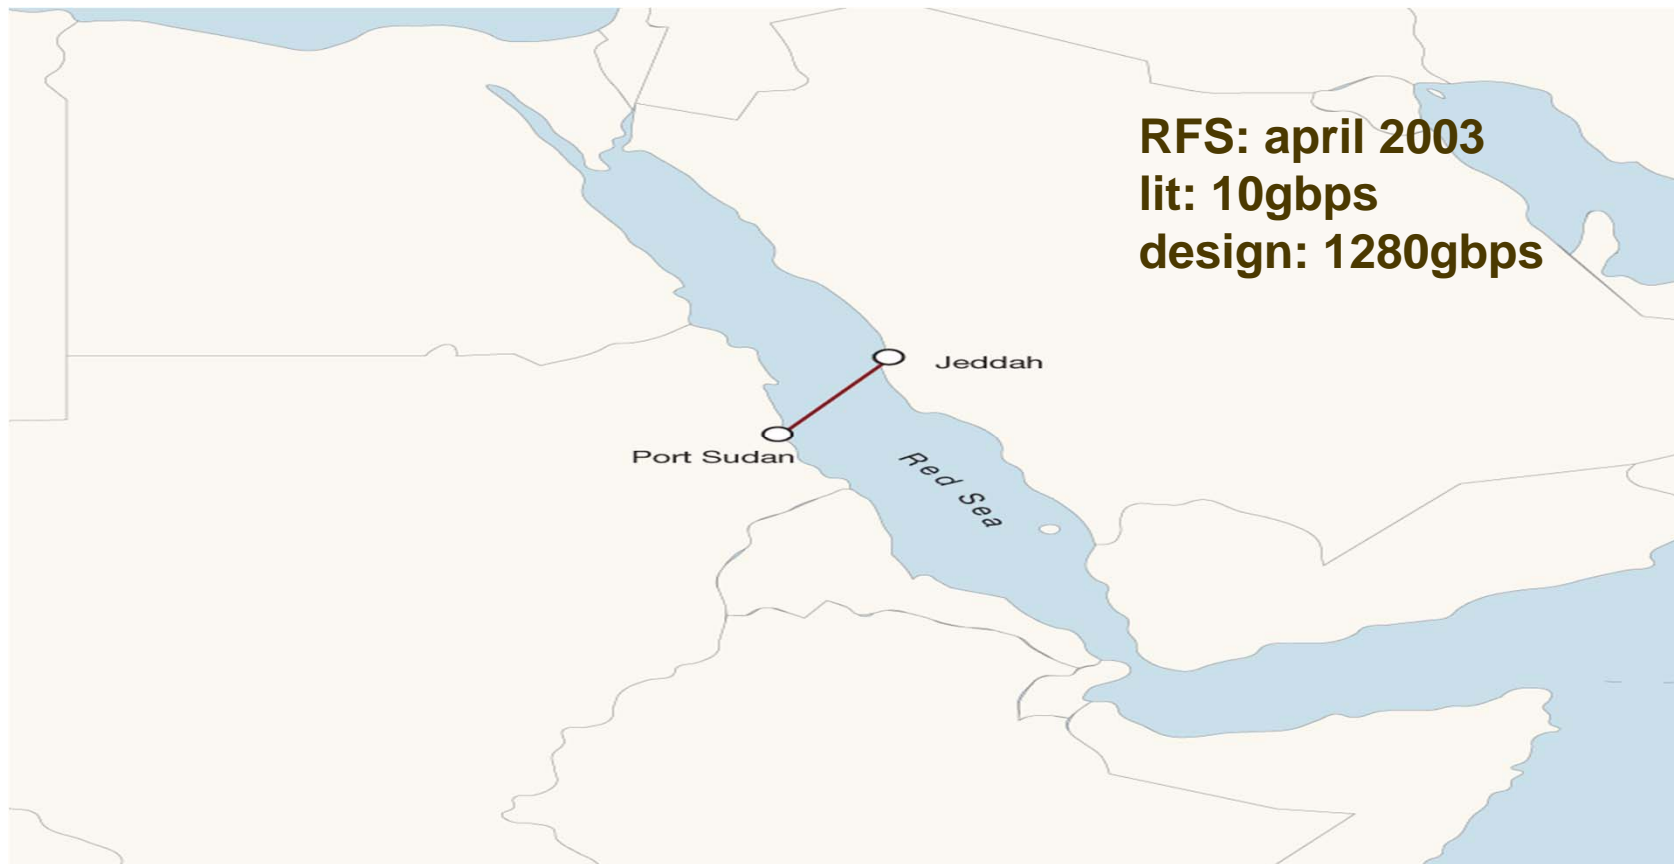 RFS: april 2003
lit: 10gbps
design: 1280gbps
Jeddah
Port Sudan
Red Sea